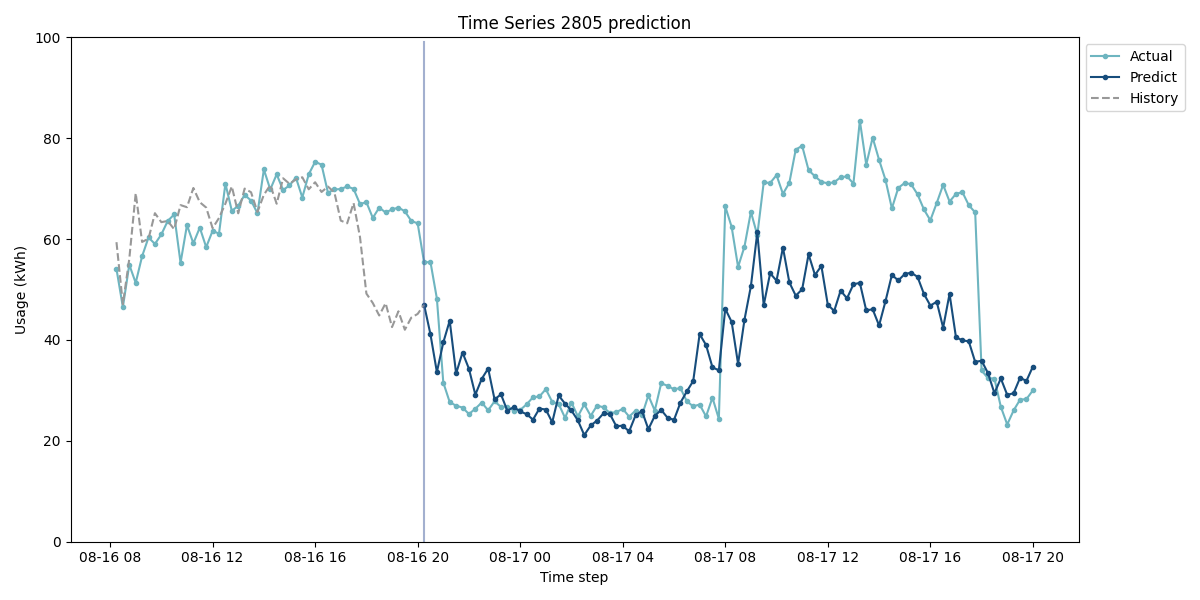 Time Series 2805 prediction
100
80
60
40
20
0
Usage (kWh)
08-16 08
08-16 12
08-16 16
08-16 20
08-17 00
08-17 04
08-17 08
08-17 12
08-17 16
08-17 20
Time step
Actual
Predict
History